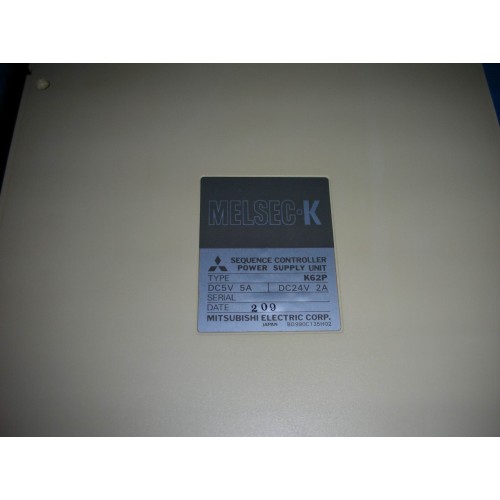 MELSEC-K
SEQUENCE CONTROLLER
POWER SUPPLY UNIT
TYPE K62P
DC5V 5A DC24V 2A
SERIAL
DATE 209
MITSUBISHI ELECTRIC CORP.
JAPAN